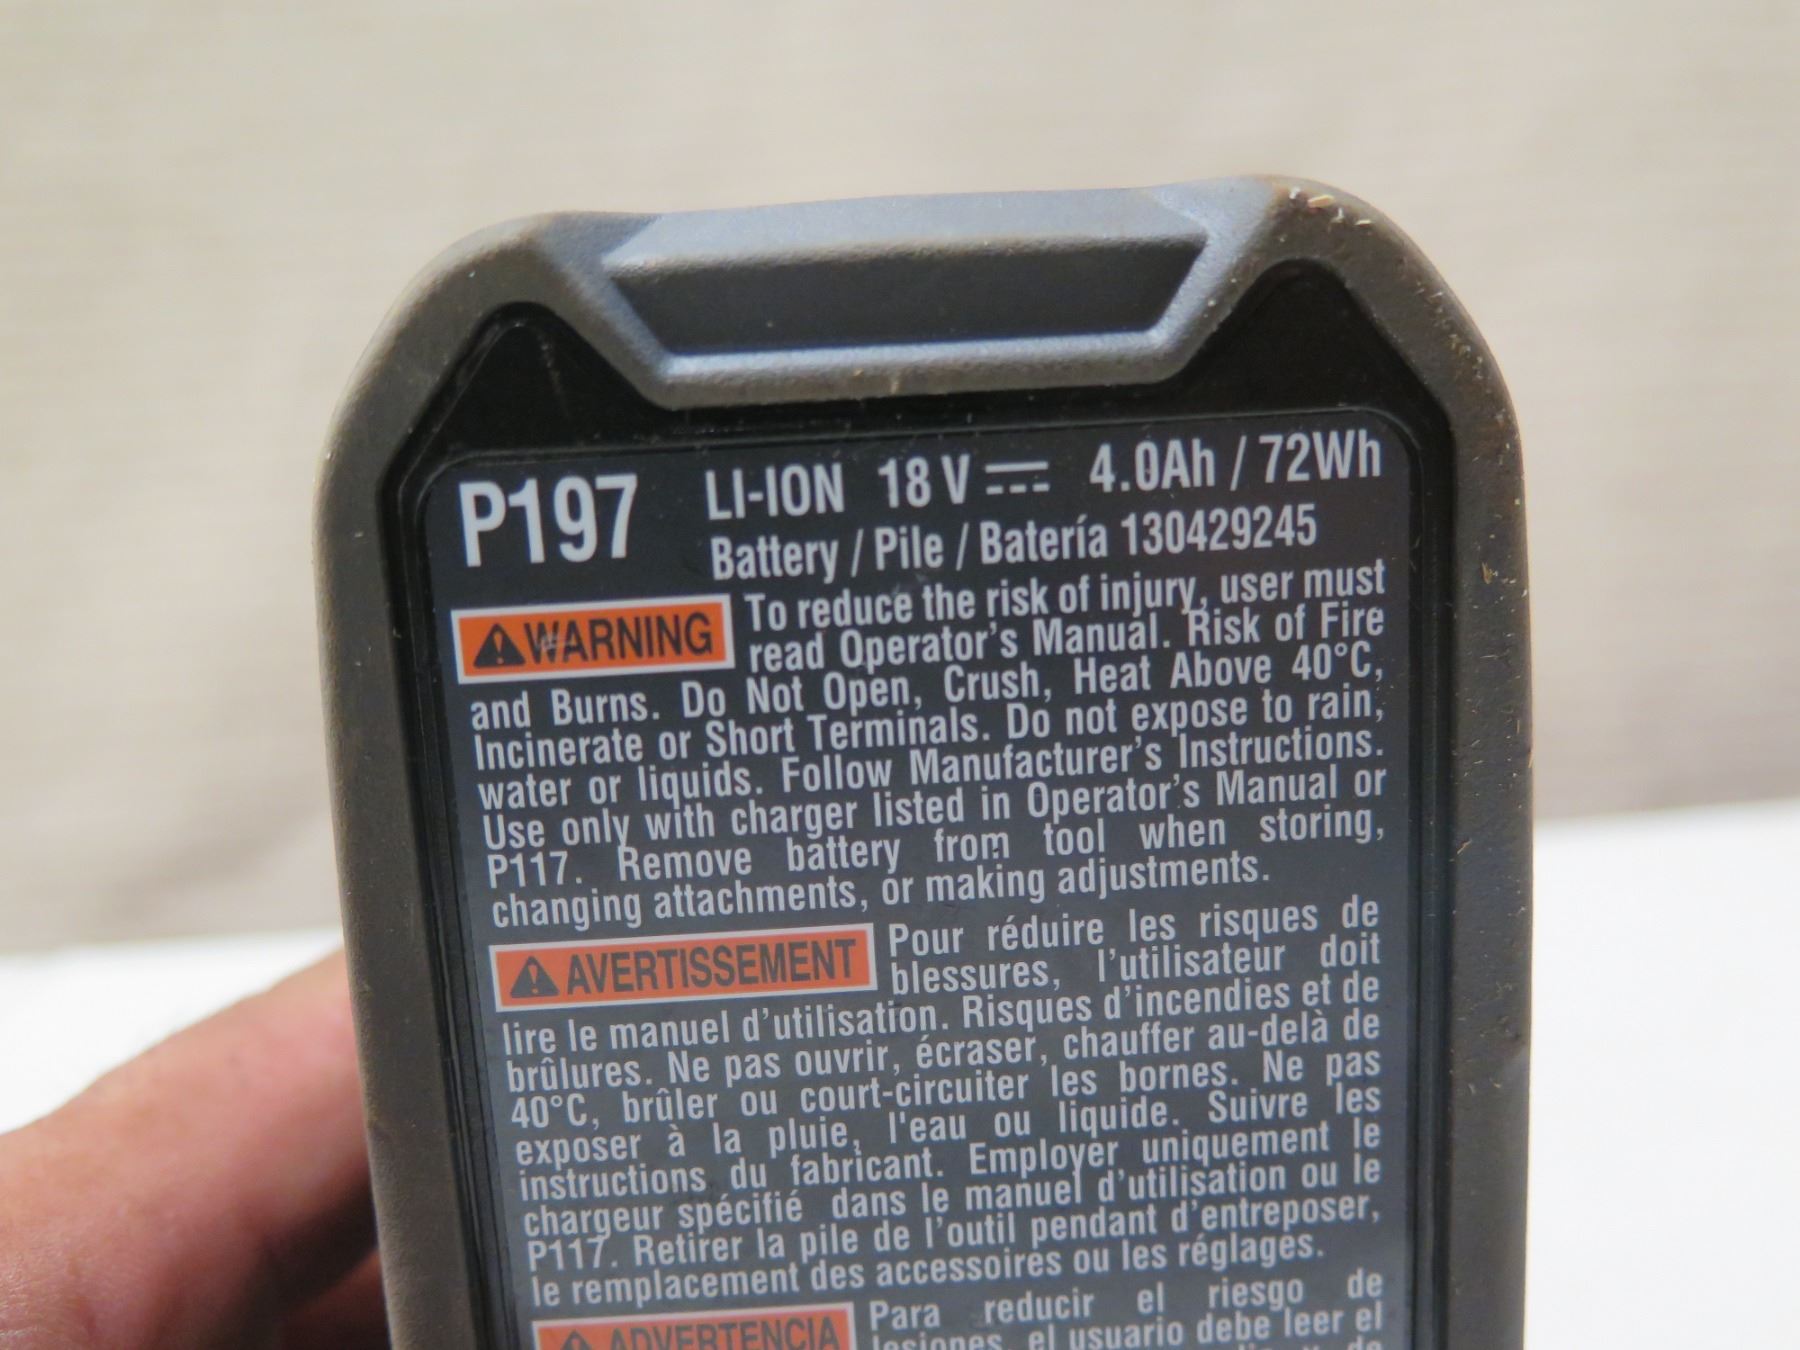 P197 LI-ION 18 V ⎓ 4.0Ah / 72Wh
Battery / Pile / Batería 130429245
⚠WARNING To reduce the risk of injury, user must
read Operator's Manual. Risk of Fire
and Burns. Do Not Open, Crush, Heat Above 40°C,
Incinerate or Short Terminals. Do not expose to rain,
water or liquids. Follow Manufacturer's Instructions.
Use only with charger listed in Operator's Manual or
P117. Remove battery from tool when storing,
changing attachments, or making adjustments.
⚠AVERTISSEMENT Pour réduire les risques de
blessures, l'utilisateur doit
lire le manuel d'utilisation. Risques d'incendies et de
brûlures. Ne pas ouvrir, écraser, chauffer au-delà de
40°C, brûler ou court-circuiter les bornes. Ne pas
exposer à la pluie, l'eau ou liquide. Suivre les
instructions du fabricant. Employer uniquement le
chargeur spécifié dans le manuel d'utilisation ou le
P117. Retirer la pile de l'outil pendant d'entreposer,
le remplacement des accessoires ou les réglages.
⚠ADVERTENCIA Para reducir el riesgo de
lesiones, el usuario debe leer el